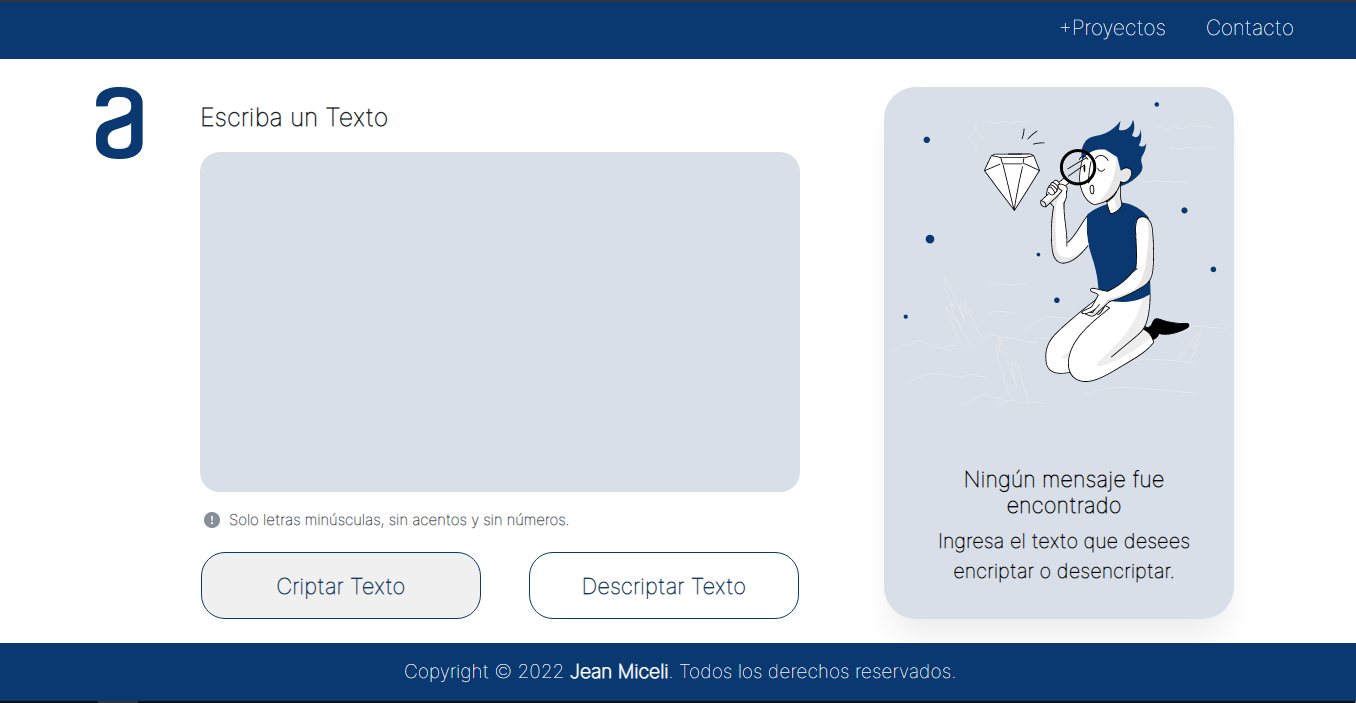 +Proyectos Contacto
a
Escriba un Texto
Solo letras minúsculas, sin acentos y sin números.
Criptar Texto
Descriptar Texto
Ningún mensaje fue
encontrado
Ingresa el texto que desees
encriptar o desencriptar.
Copyright © 2022 Jean Miceli. Todos los derechos reservados.